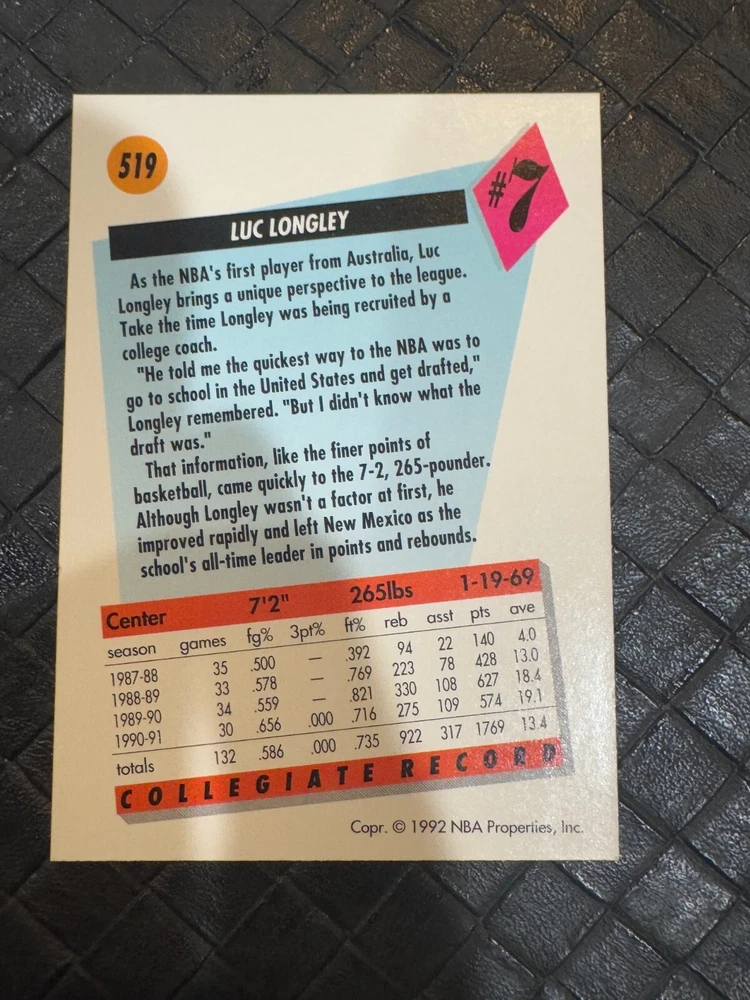 519
#7
LUC LONGLEY
As the NBA's first player from Australia, Luc
Longley brings a unique perspective to the league.
Take the time Longley was being recruited by a
college coach.
"He told me the quickest way to the NBA was to
go to school in the United States and get drafted,"
Longley remembered. "But I didn't know what the
draft was."
That information, like the finer points of
basketball, came quickly to the 7-2, 265-pounder.
Although Longley wasn't a factor at first, he
improved rapidly and left New Mexico as the
school's all-time leader in points and rebounds.
Center 7'2" 265lbs 1-19-69
season games fg% 3pt% ft% reb asst pts ave
1987-88 35 .500 — .392 94 22 140 4.0
1988-89 33 .578 — .769 223 78 428 13.0
1989-90 34 .559 — .821 330 108 627 18.4
1990-91 30 .656 .000 .716 275 109 574 19.1
totals 132 .586 .000 .735 922 317 1769 13.4
COLLEGIATE RECORD
Copr. © 1992 NBA Properties, Inc.